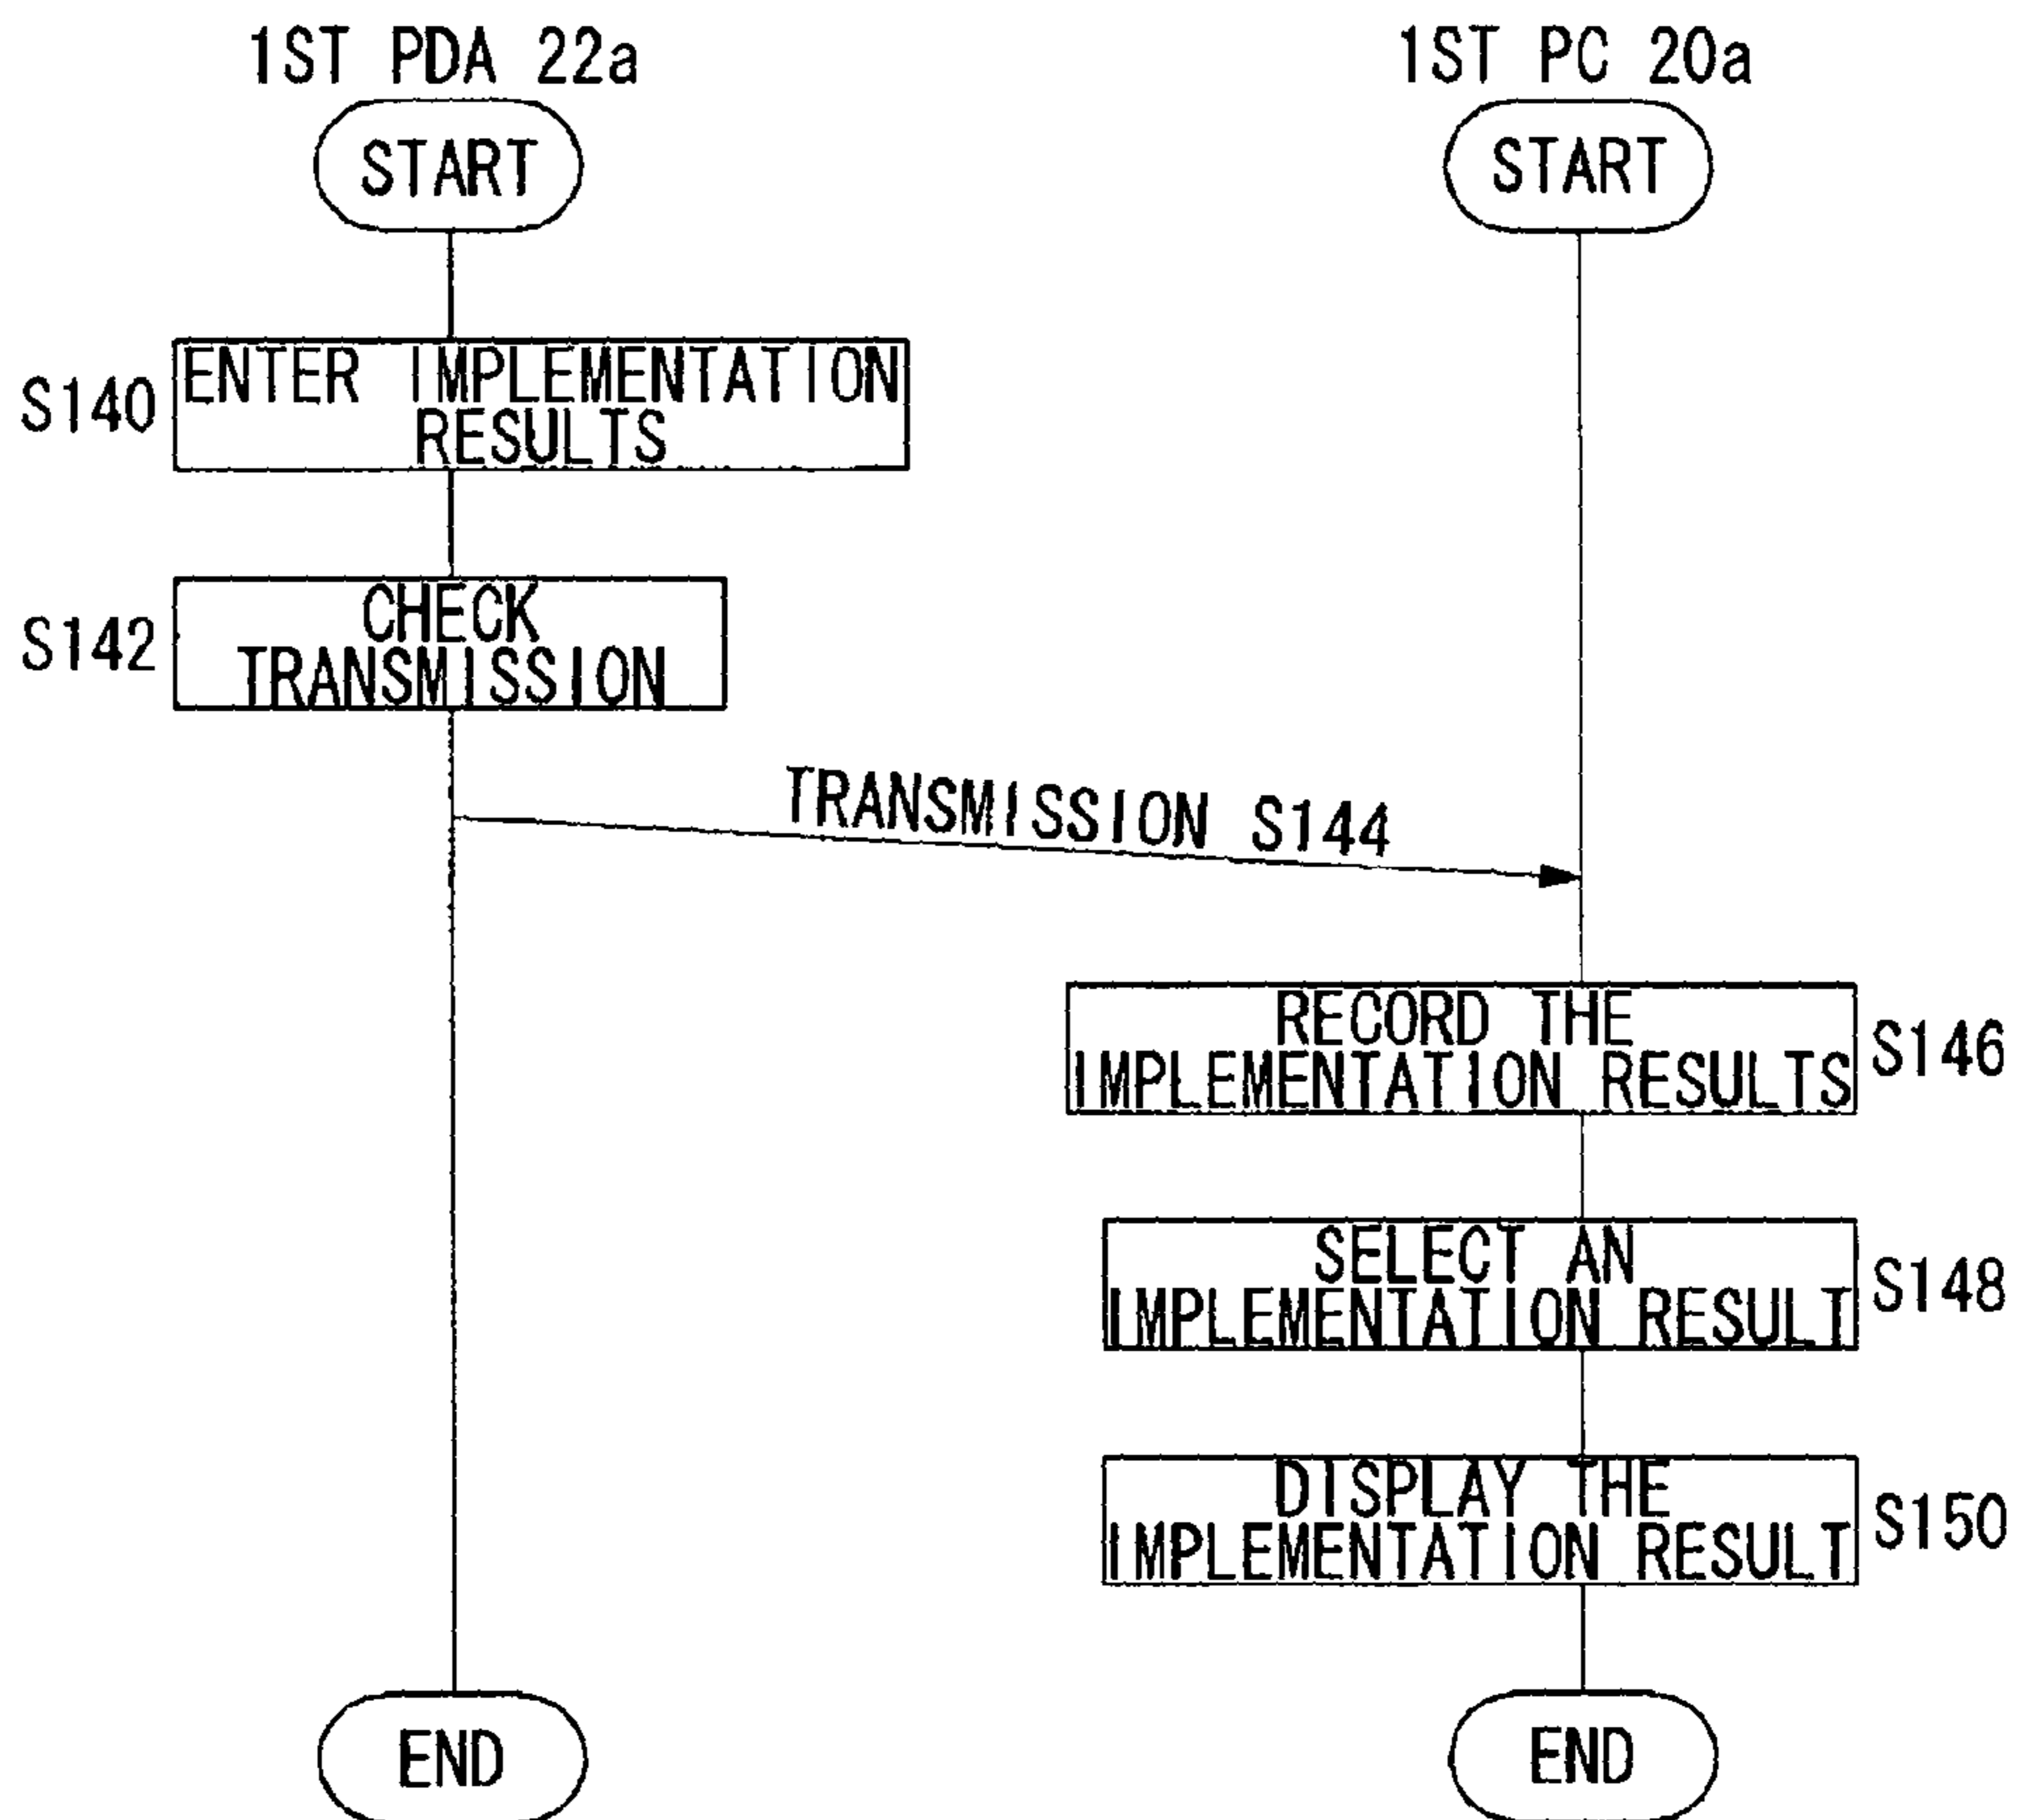 1ST PDA 22a
1ST PC 20a
START
START
S140
ENTER IMPLEMENTATION
RESULTS
S142
CHECK
TRANSMISSION
TRANSMISSION S144
RECORD THE
IMPLEMENTATION RESULTS
S146
SELECT AN
IMPLEMENTATION RESULT
S148
DISPLAY THE
IMPLEMENTATION RESULT
S150
END
END